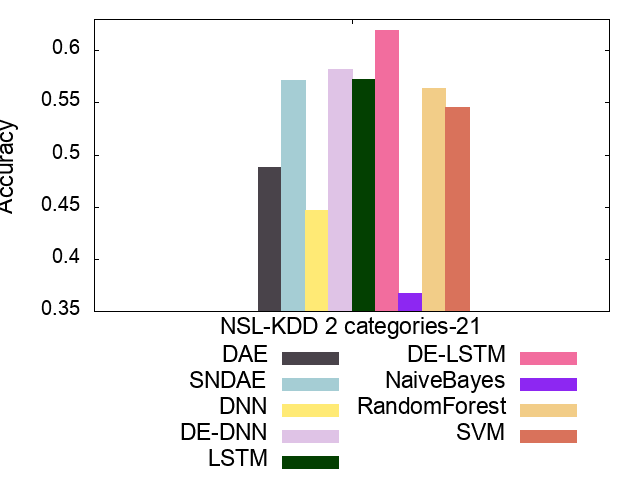 0.6
0.55
0.5
0.45
0.4
0.35
Accuracy
NSL-KDD 2 categories-21
DAE
SNDAE
DNN
DE-DNN
LSTM
DE-LSTM
NaiveBayes
RandomForest
SVM